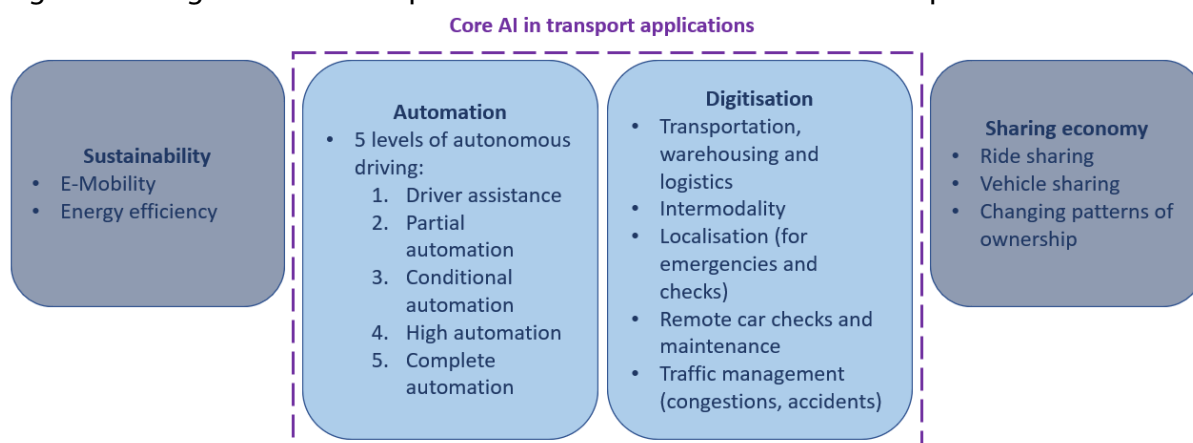 Core AI in transport applications
Sustainability
• E-Mobility
• Energy efficiency
Automation
• 5 levels of autonomous
driving:
1. Driver assistance
2. Partial
automation
3. Conditional
automation
4. High automation
5. Complete
automation
Digitisation
• Transportation,
warehousing and
logistics
• Intermodality
• Localisation (for
emergencies and
checks)
• Remote car checks and
maintenance
• Traffic management
(congestions, accidents)
Sharing economy
• Ride sharing
• Vehicle sharing
• Changing patterns of
ownership